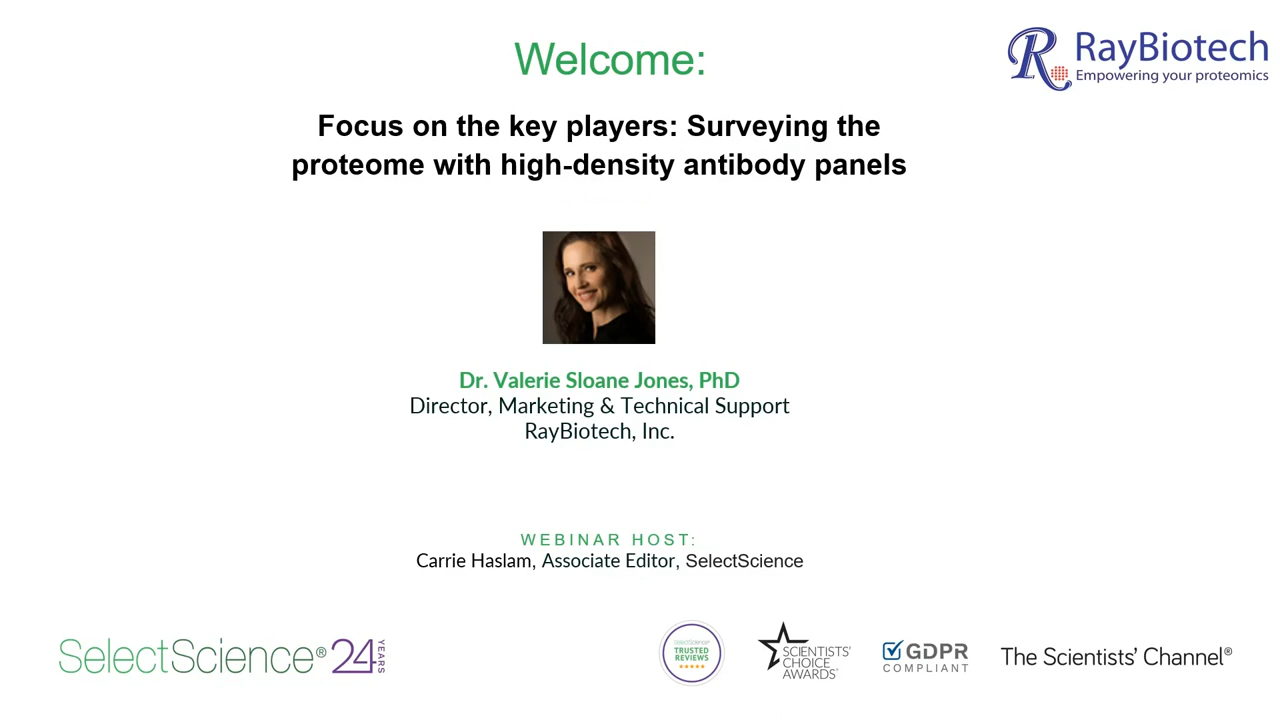 Welcome:
RayBiotech
Empowering your proteomics
Focus on the key players: Surveying the
proteome with high-density antibody panels
Dr. Valerie Sloane Jones, PhD
Director, Marketing & Technical Support
RayBiotech, Inc.
WEBINAR HOST:
Carrie Haslam, Associate Editor, SelectScience
SelectScience® 24 YEARS
SelectScience®
TRUSTED
REVIEWS
SCIENTISTS'
CHOICE
AWARDS®
GDPR
COMPLIANT
The Scientists' Channel®